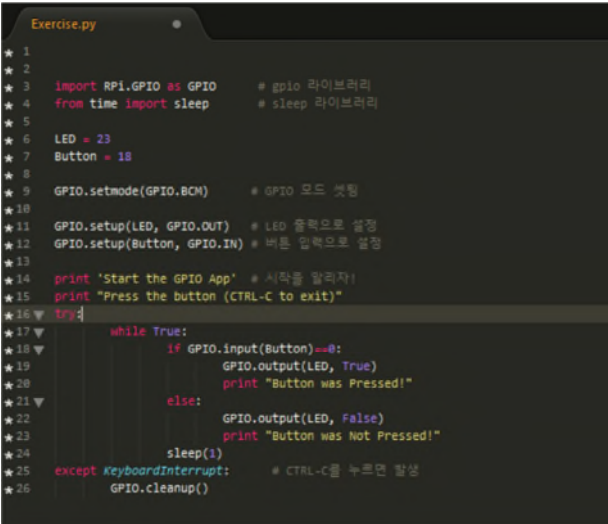 Exercise.py
1
2
3 import RPi.GPIO as GPIO # gpio 라이브러리
4 from time import sleep # sleep 라이브러리
5
6 LED = 23
7 Button = 18
8
9 GPIO.setmode(GPIO.BCM) # GPIO 모드 셋팅
10
11 GPIO.setup(LED, GPIO.OUT) # LED 출력으로 설정
12 GPIO.setup(Button, GPIO.IN) # 버튼 입력으로 설정
13
14 print 'Start the GPIO App' # 시작을 알리자!
15 print "Press the button (CTRL-C to exit)"
16 try:
17 while True:
18 if GPIO.input(Button)==0:
19 GPIO.output(LED, True)
20 print "Button was Pressed!"
21 else:
22 GPIO.output(LED, False)
23 print "Button was Not Pressed!"
24 sleep(1)
25 except KeyboardInterrupt: # CTRL-C를 누르면 발생
26 GPIO.cleanup()